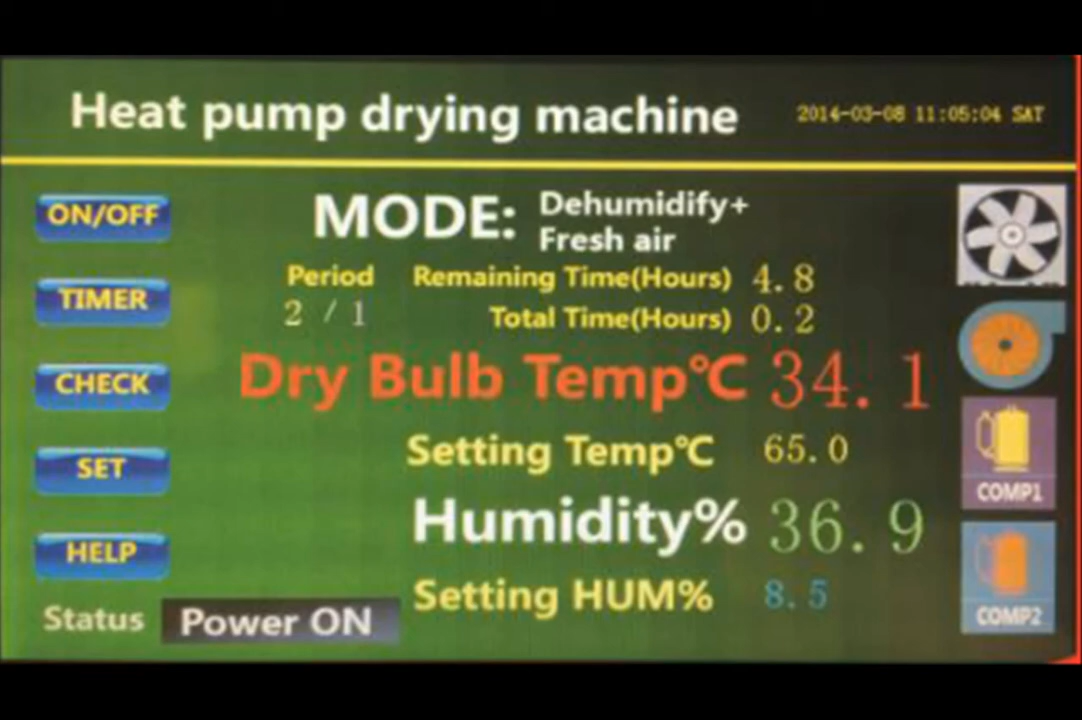 Heat pump drying machine
2014-03-08 11:05:04 SAT
ON/OFF
MODE: Dehumidify+
Fresh air
Period Remaining Time(Hours) 4.8
TIMER
2 / 1 Total Time(Hours) 0.2
Dry Bulb Temp℃ 34.1
CHECK
Setting Temp℃ 65.0
SET
COMP1
Humidity% 36.9
HELP
Setting HUM% 8.5
COMP2
Status Power ON